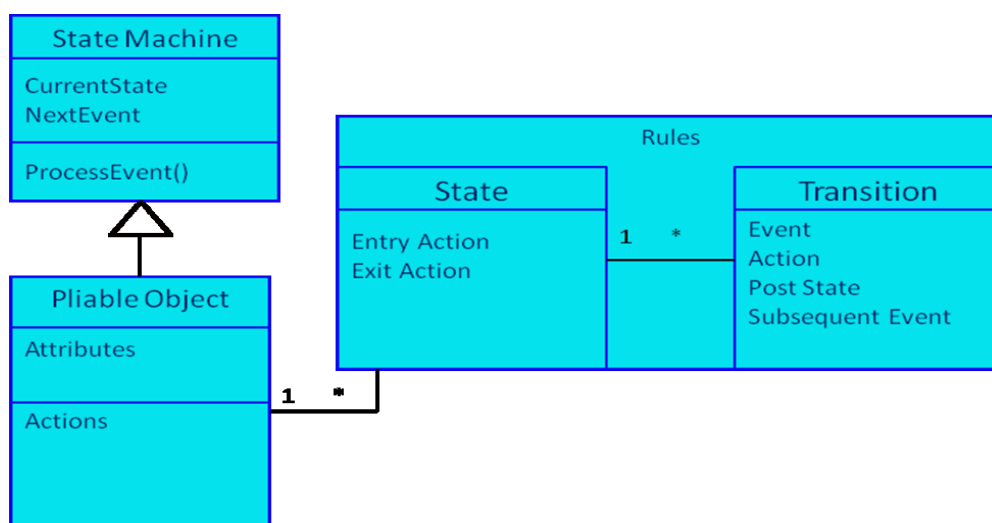 State Machine
CurrentState
NextEvent
ProcessEvent()
Rules
State
Entry Action
Exit Action
1 *
Transition
Event
Action
Post State
Subsequent Event
Pliable Object
Attributes
Actions
1 *